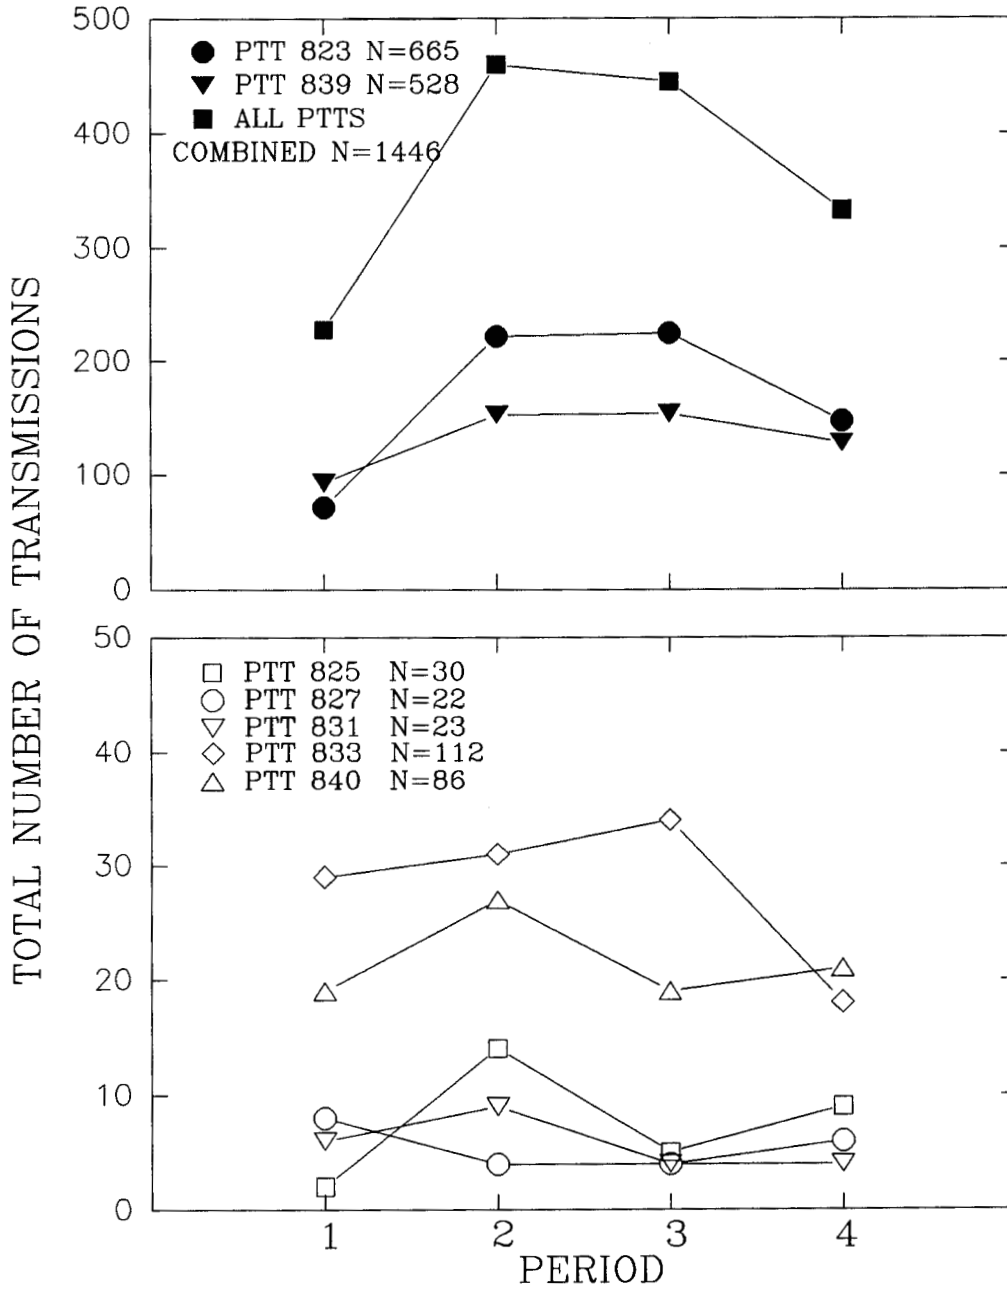 TOTAL NUMBER OF TRANSMISSIONS
500
400
300
200
100
0
PTT 823 N=665
PTT 839 N=528
ALL PTTS
COMBINED N=1446
50
40
30
20
10
0
PTT 825 N=30
PTT 827 N=22
PTT 831 N=23
PTT 833 N=112
PTT 840 N=86
1 2 3 4
PERIOD